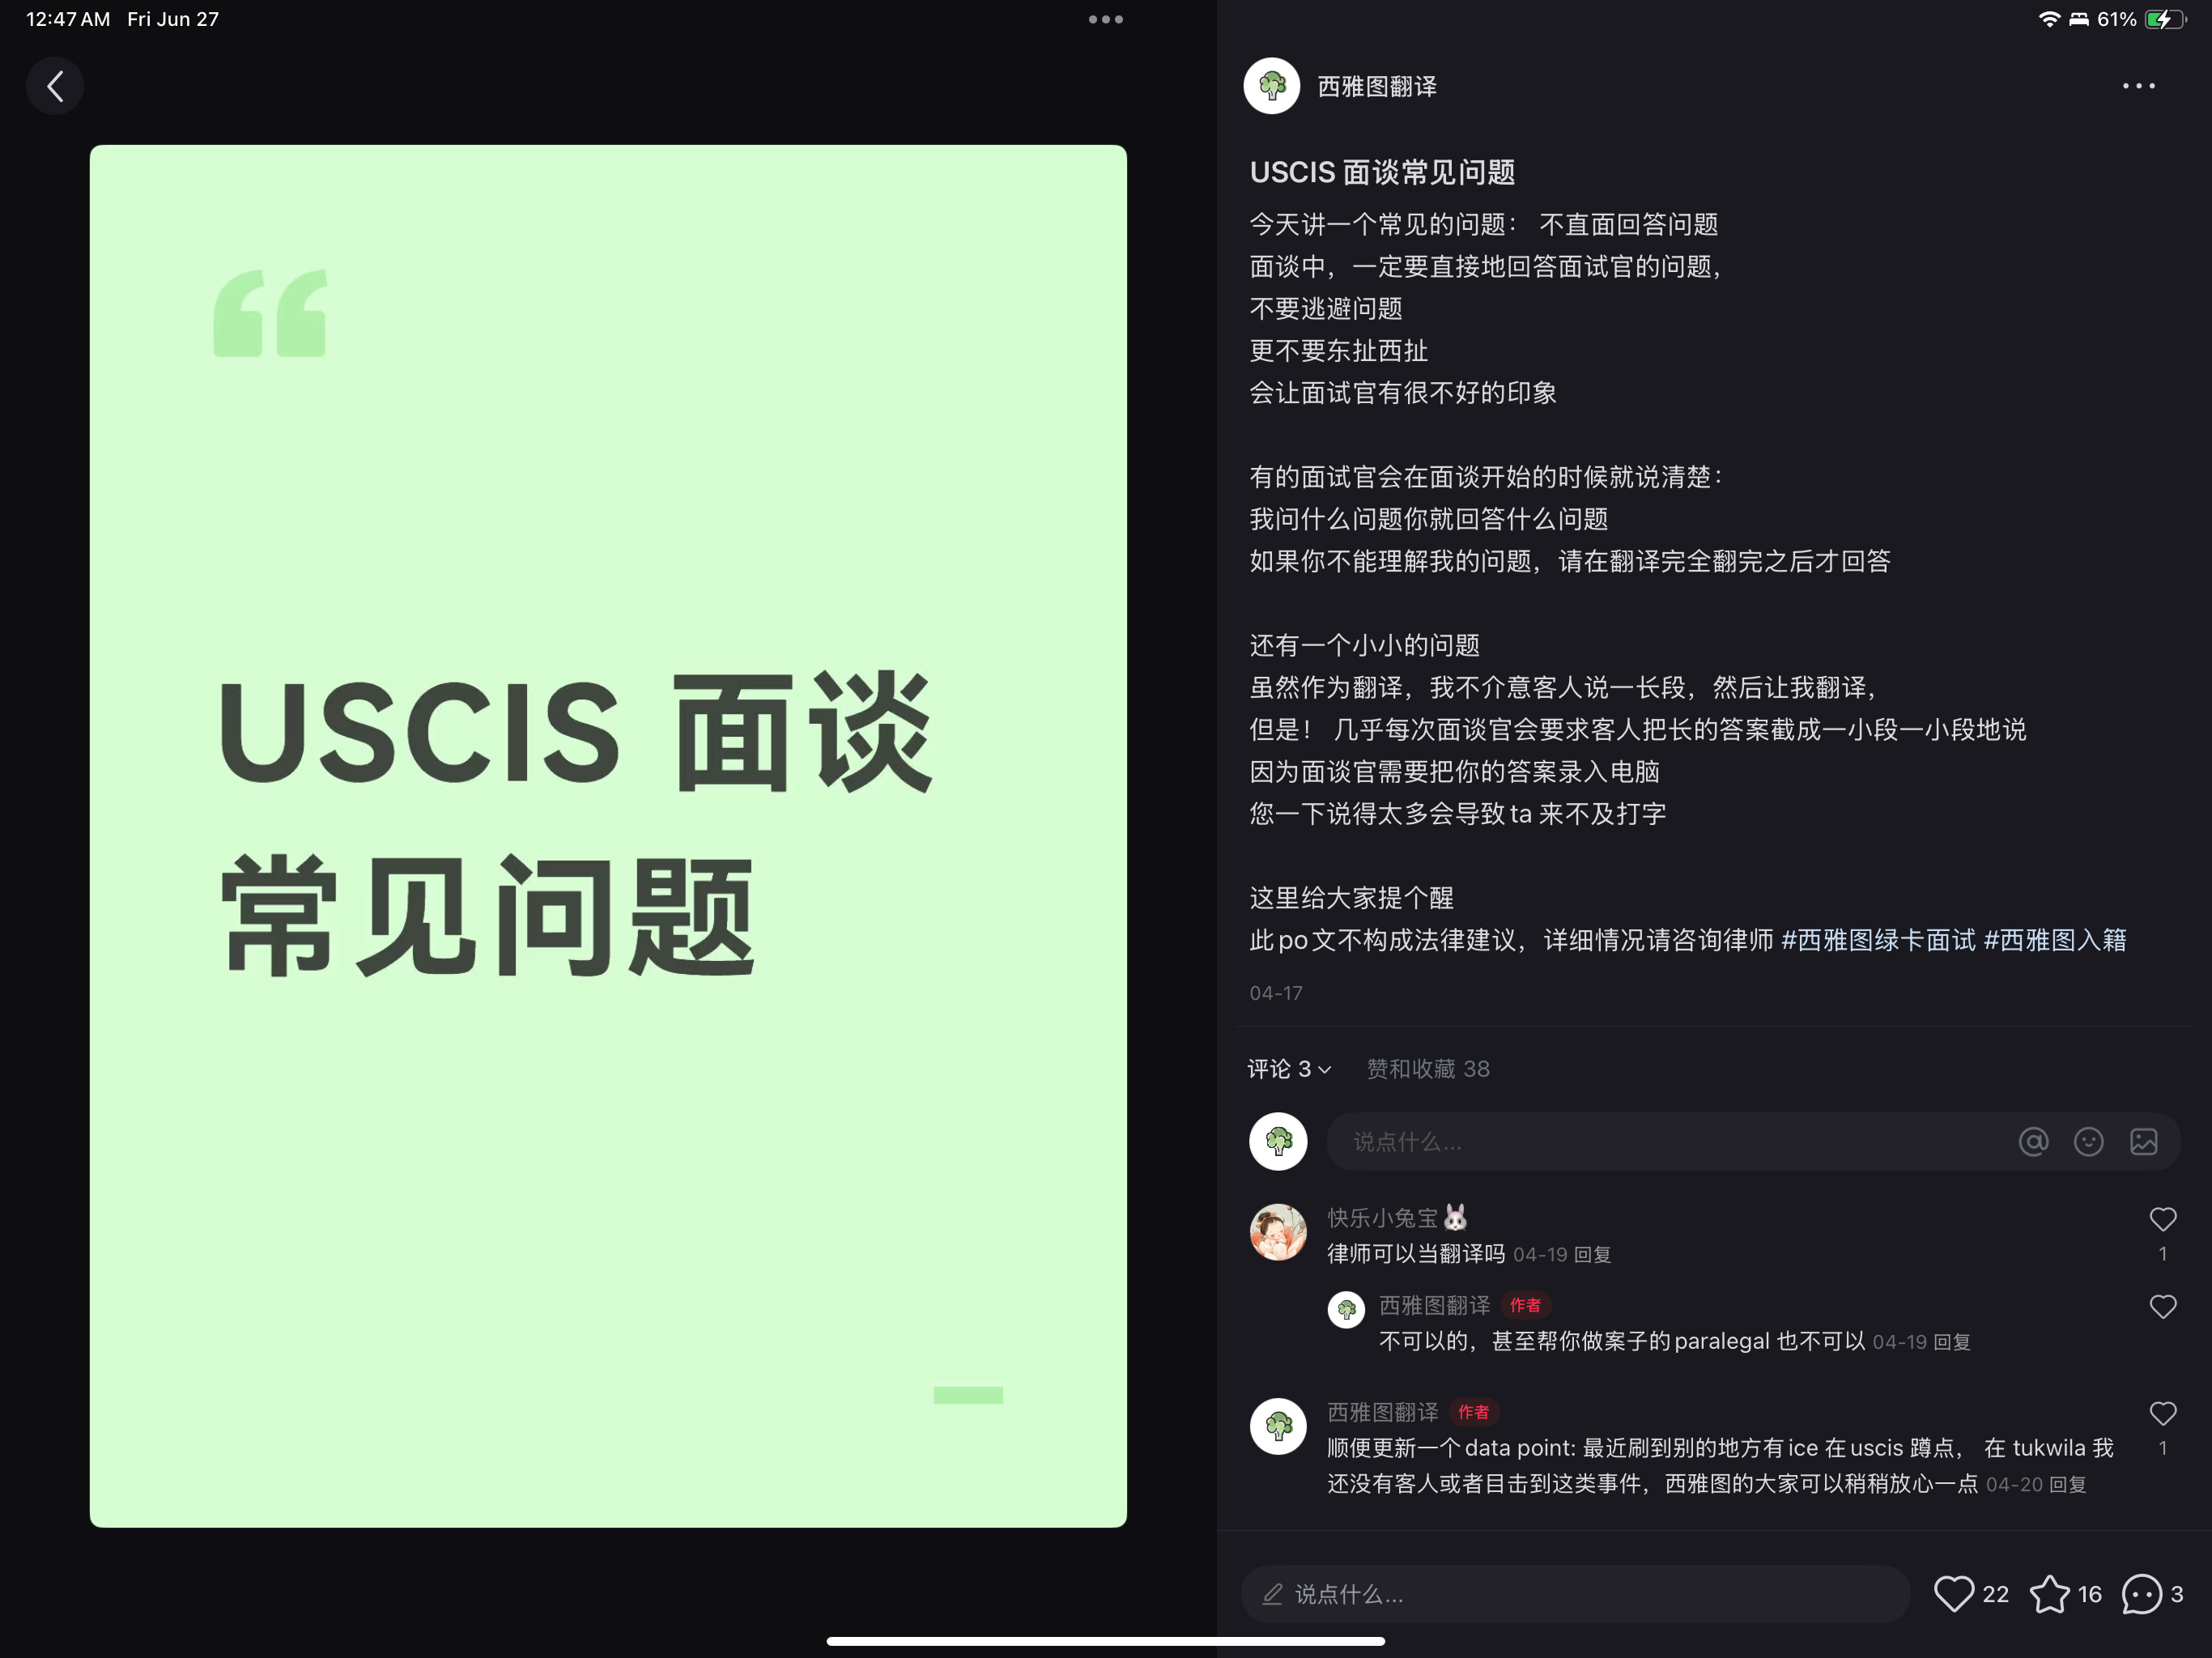 12:47 AM Fri Jun 27
61%
USCIS 面谈
常见问题
西雅图翻译
USCIS 面谈常见问题
今天讲一个常见的问题： 不直面回答问题
面谈中，一定要直接地回答面试官的问题，
不要逃避问题
更不要东扯西扯
会让面试官有很不好的印象
有的面试官会在面谈开始的时候就说清楚：
我问什么问题你就回答什么问题
如果你不能理解我的问题，请在翻译完全翻完之后才回答
还有一个小小的问题
虽然作为翻译，我不介意客人说一长段，然后让我翻译，
但是！ 几乎每次面谈官会要求客人把长的答案截成一小段一小段地说
因为面谈官需要把你的答案录入电脑
您一下说得太多会导致 ta 来不及打字
这里给大家提个醒
此 po 文不构成法律建议，详细情况请咨询律师 #西雅图绿卡面试 #西雅图入籍
04-17
评论 3 赞和收藏 38
说点什么...
快乐小兔宝🐰
律师可以当翻译吗 04-19 回复
1
西雅图翻译 作者
不可以的，甚至帮你做案子的 paralegal 也不可以 04-19 回复
西雅图翻译 作者
顺便更新一个 data point: 最近刷到别的地方有 ice 在 uscis 蹲点， 在 tukwila 我
还没有客人或者目击到这类事件，西雅图的大家可以稍稍放心一点 04-20 回复
1
说点什么...
22 16 3